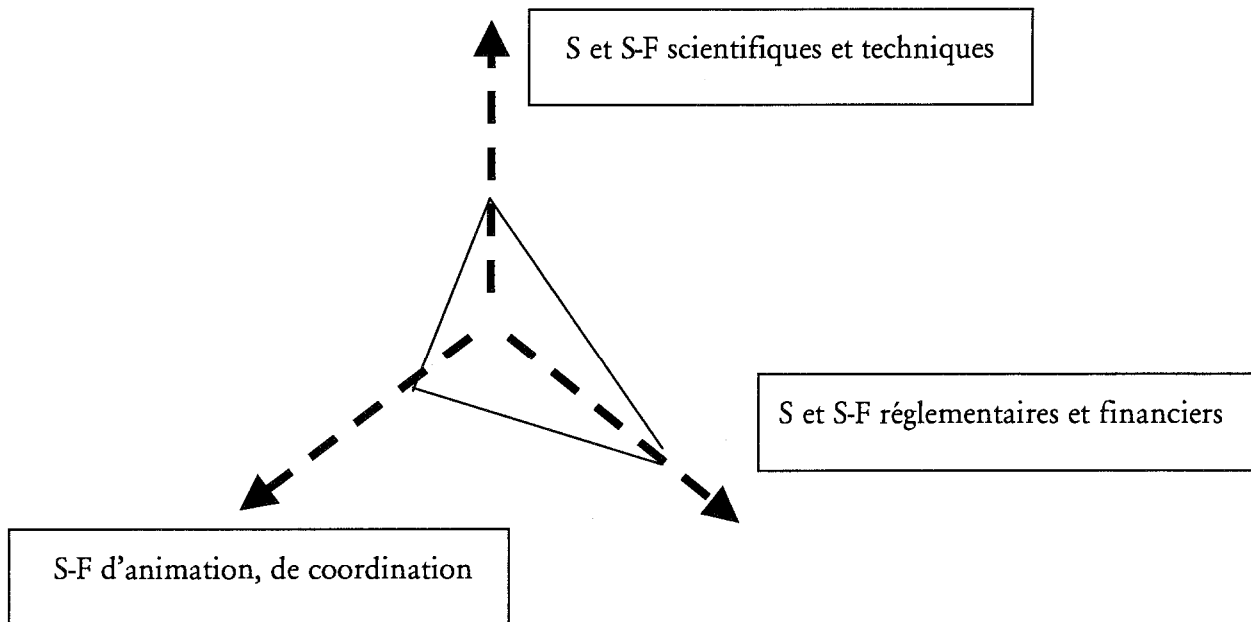 S et S-F scientifiques et techniques
S et S-F réglementaires et financiers
S-F d'animation, de coordination